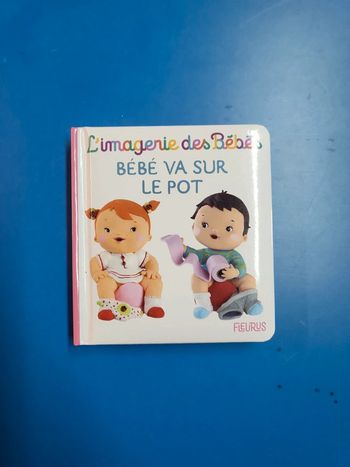 L'imagerie des Bébés
BÉBÉ VA SUR
LE POT
FLEURUS